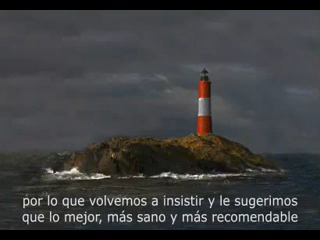 por lo que volvemos a insistir y le sugerimos
que lo mejor, más sano y más recomendable